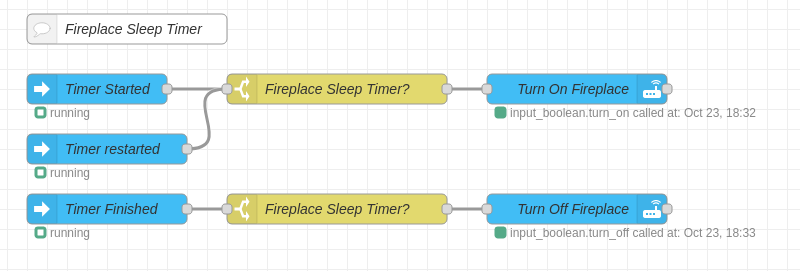 Fireplace Sleep Timer
Timer Started
Fireplace Sleep Timer?
Turn On Fireplace
running
input_boolean.turn_on called at: Oct 23, 18:32
Timer restarted
running
Timer Finished
Fireplace Sleep Timer?
Turn Off Fireplace
running
input_boolean.turn_off called at: Oct 23, 18:33